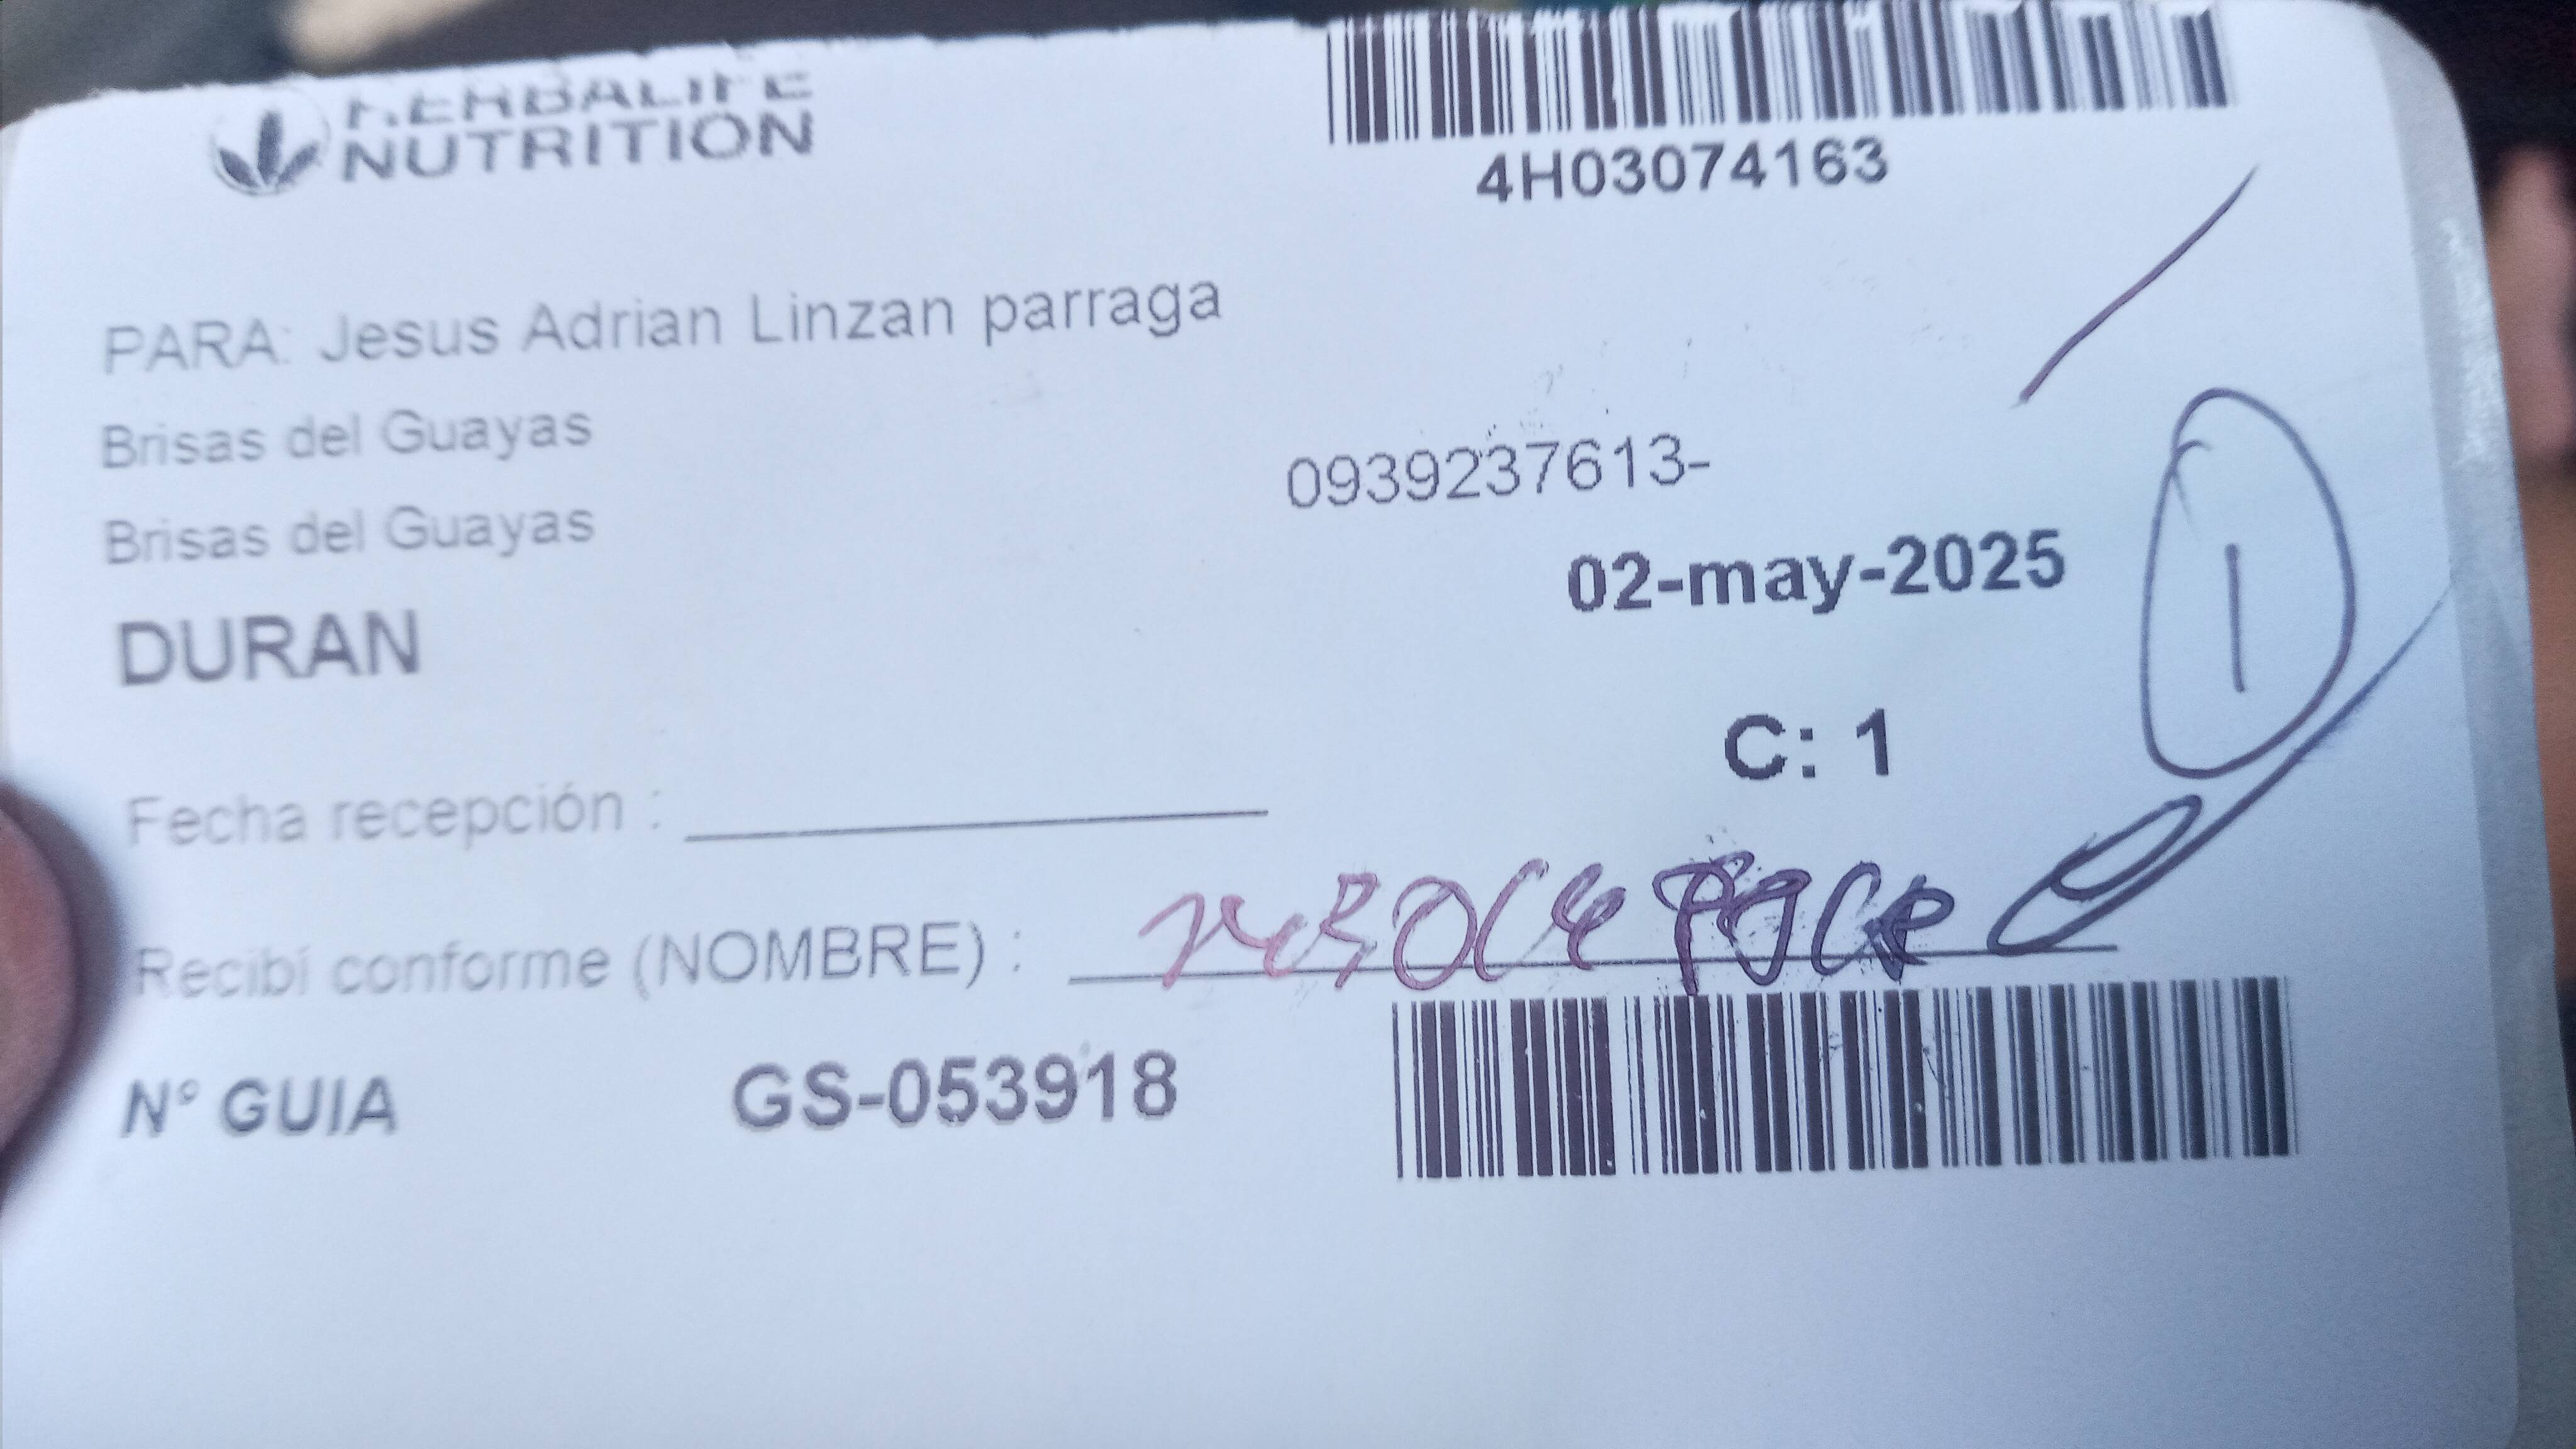 HERBALIFE
NUTRITION
4H03074163
PARA: Jesus Adrian Linzan parraga
Brisas del Guayas
0939237613-
Brisas del Guayas
02-may-2025
1
DURAN
C: 1
Fecha recepción :
Recibí conforme (NOMBRE) :
N° GUIA GS-053918